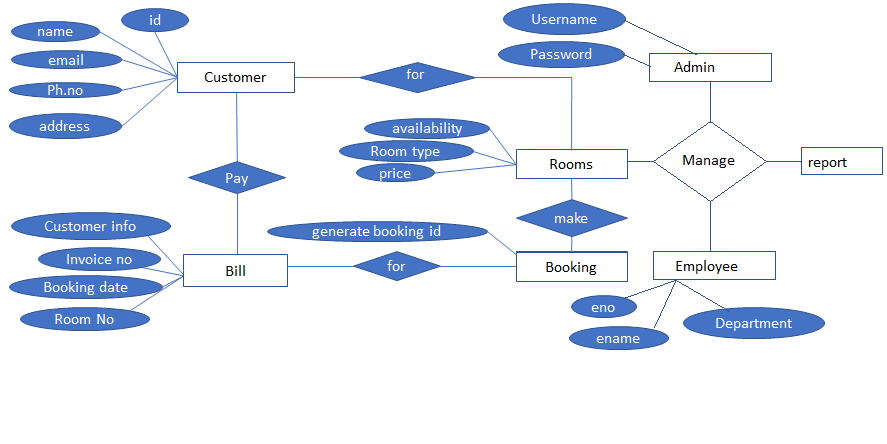 id
Username
name
email
Password
Admin
Customer
for
Ph.no
address
availability
Room type
price
Rooms
Manage
report
Pay
make
Customer info
generate booking id
Invoice no
Bill
for
Booking
Employee
Booking date
Room No
eno
ename
Department